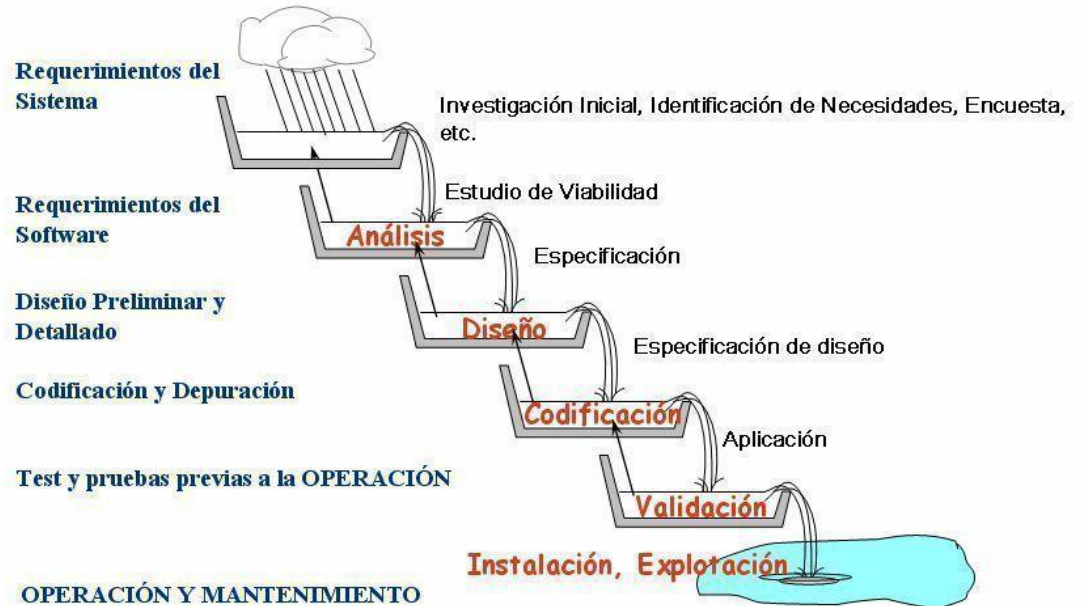 Requerimientos del
Sistema
Investigación Inicial, Identificación de Necesidades, Encuesta,
etc.
Estudio de Viabilidad
Requerimientos del
Software
Análisis
Especificación
Diseño Preliminar y
Detallado
Diseño
Especificación de diseño
Codificación y Depuración
Codificación
Aplicación
Test y pruebas previas a la OPERACIÓN
Validación
Instalación, Explotación
OPERACIÓN Y MANTENIMIENTO